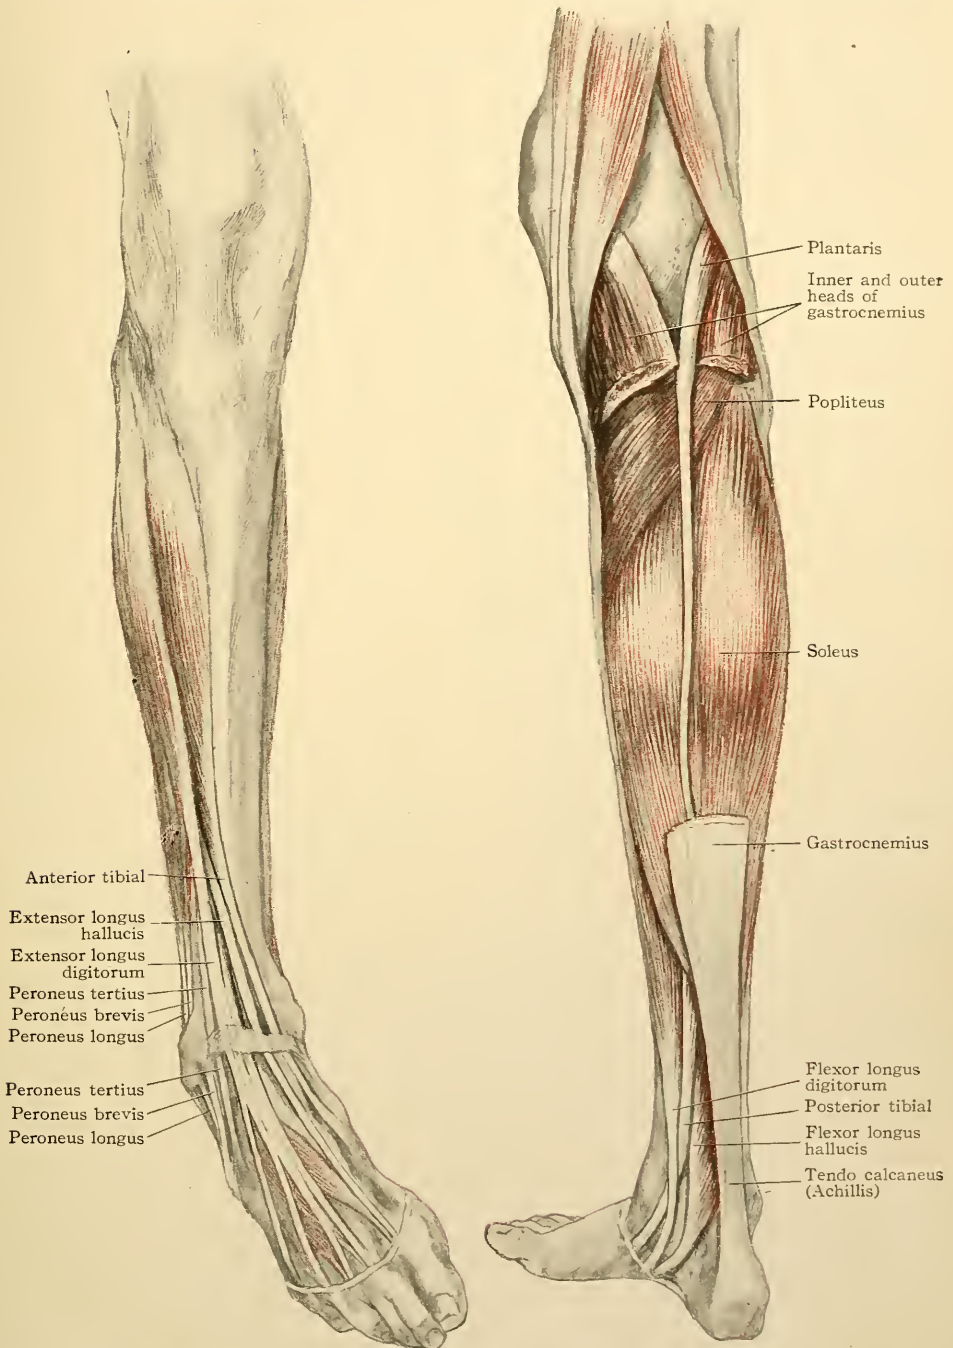 Anterior tibial
Extensor longus
hallucis
Extensor longus
digitorum
Peroneus tertius
Peronéus brevis
Peroneus longus
Peroneus tertius
Peroneus brevis
Peroneus longus
Plantaris
Inner and outer
heads of
gastrocnemius
Popliteus
Soleus
Gastrocnemius
Flexor longus
digitorum
Posterior tibial
Flexor longus
hallucis
Tendo calcaneus
(Achillis)